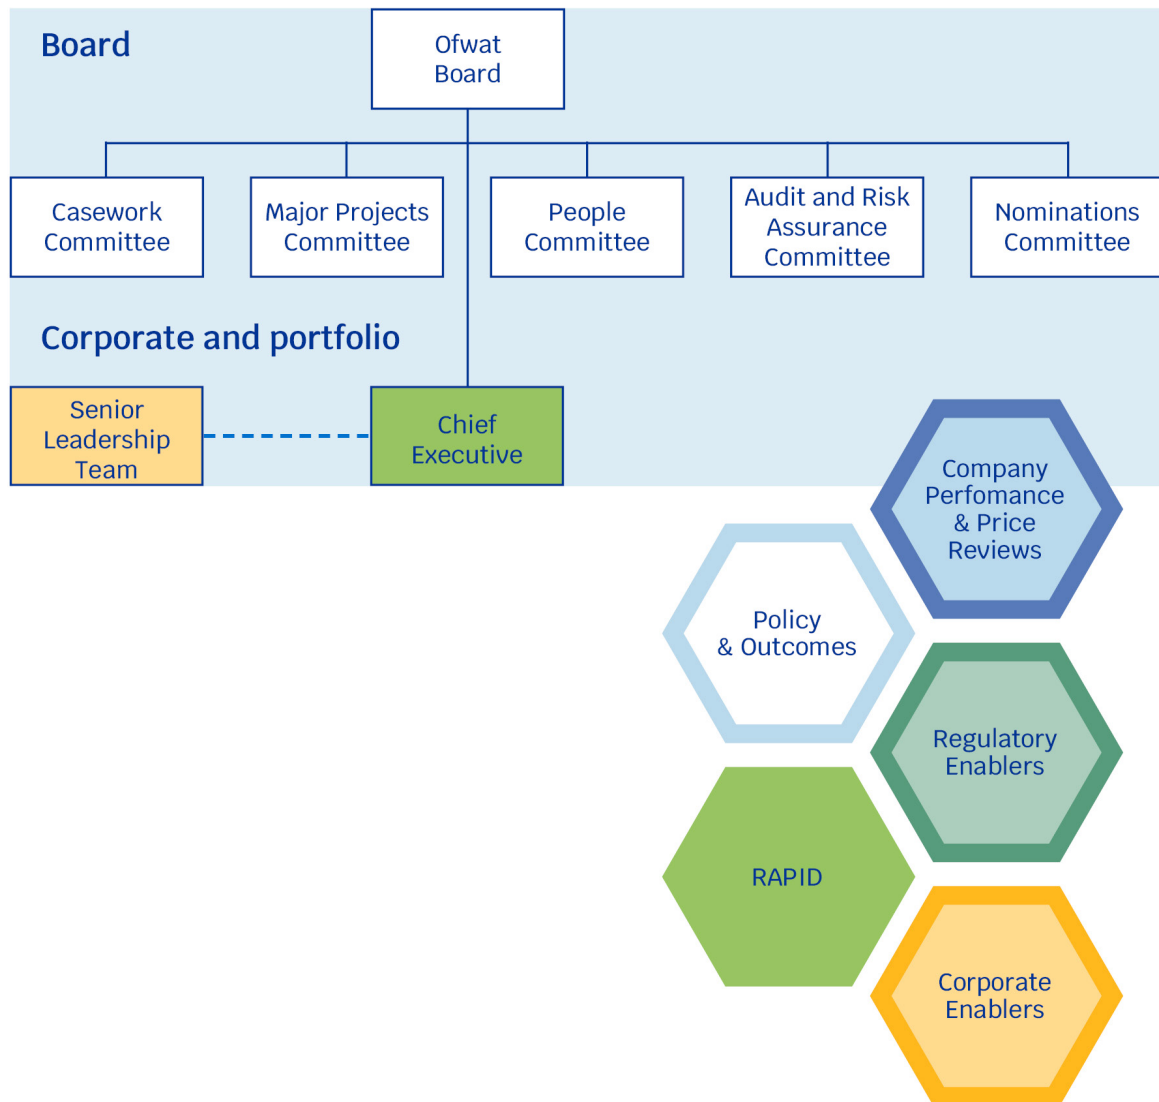 Board
Ofwat
Board
Casework
Committee
Major Projects
Committee
People
Committee
Audit and Risk
Assurance
Committee
Nominations
Committee
Corporate and portfolio
Senior
Leadership
Team
Chief
Executive
Company
Perfomance
& Price
Reviews
Policy
& Outcomes
Regulatory
Enablers
RAPID
Corporate
Enablers